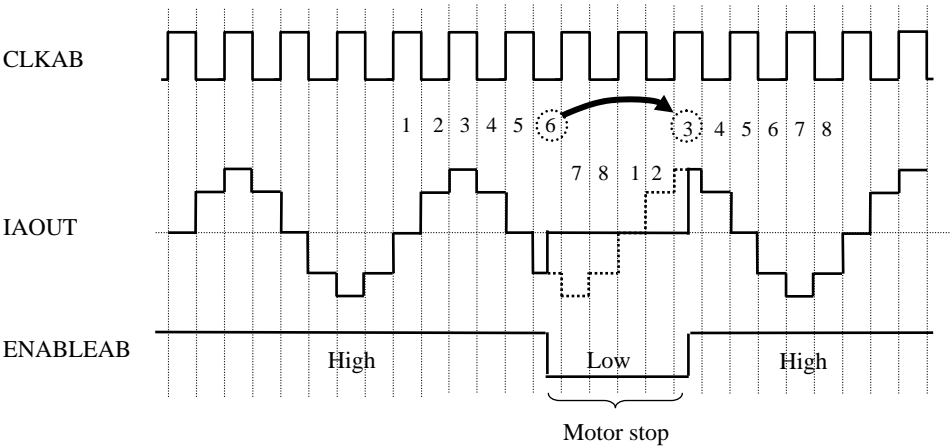 CLKAB
1 2 3 4 5 6 3 4 5 6 7 8
7 8 1 2
IAOUT
ENABLEAB
High Low High
Motor stop